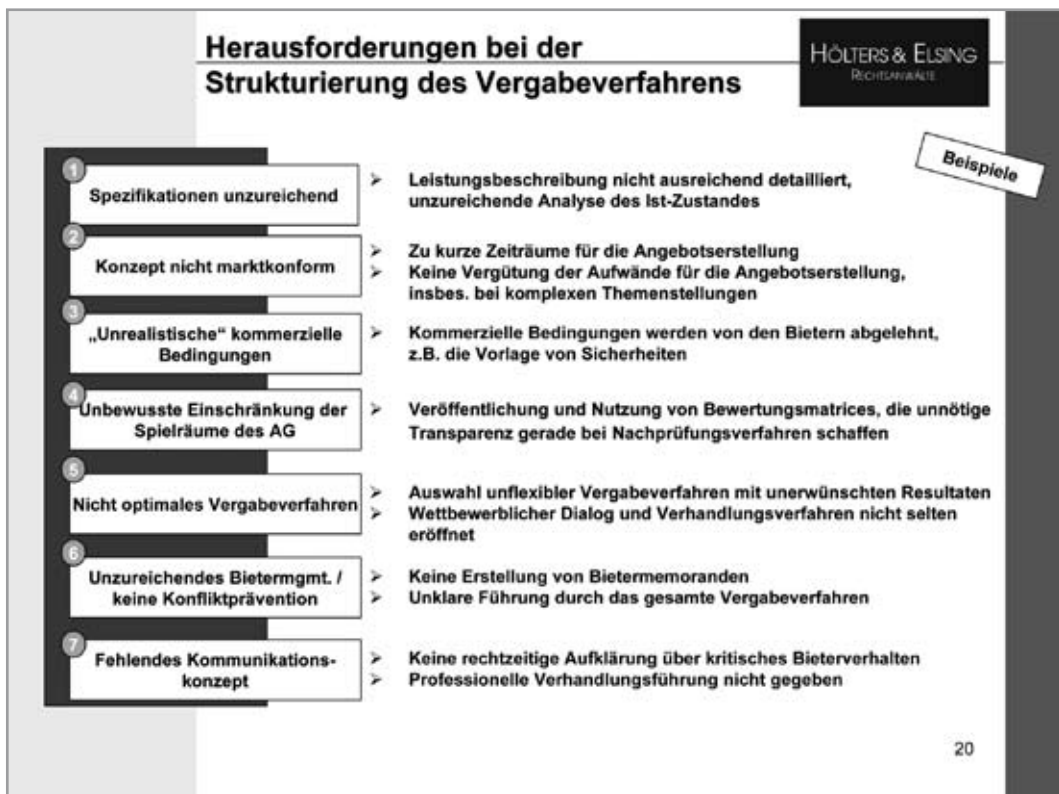 Herausforderungen bei der
Strukturierung des Vergabeverfahrens
HÖLTERS & ELSING
RECHTSANWÄLTE
Beispiele
1
Spezifikationen unzureichend
➢ Leistungsbeschreibung nicht ausreichend detailliert,
unzureichende Analyse des Ist-Zustandes
2
Konzept nicht marktkonform
➢ Zu kurze Zeiträume für die Angebotserstellung
➢ Keine Vergütung der Aufwände für die Angebotserstellung,
insbes. bei komplexen Themenstellungen
3
„Unrealistische“ kommerzielle
Bedingungen
➢ Kommerzielle Bedingungen werden von den Bietern abgelehnt,
z.B. die Vorlage von Sicherheiten
4
Unbewusste Einschränkung der
Spielräume des AG
➢ Veröffentlichung und Nutzung von Bewertungsmatrices, die unnötige
Transparenz gerade bei Nachprüfungsverfahren schaffen
5
Nicht optimales Vergabeverfahren
➢ Auswahl unflexibler Vergabeverfahren mit unerwünschten Resultaten
➢ Wettbewerblicher Dialog und Verhandlungsverfahren nicht selten
eröffnet
6
Unzureichendes Bietermgmt. /
keine Konfliktprävention
➢ Keine Erstellung von Bietermemoranden
➢ Unklare Führung durch das gesamte Vergabeverfahren
7
Fehlendes Kommunikations-
konzept
➢ Keine rechtzeitige Aufklärung über kritisches Bieterverhalten
➢ Professionelle Verhandlungsführung nicht gegeben
20